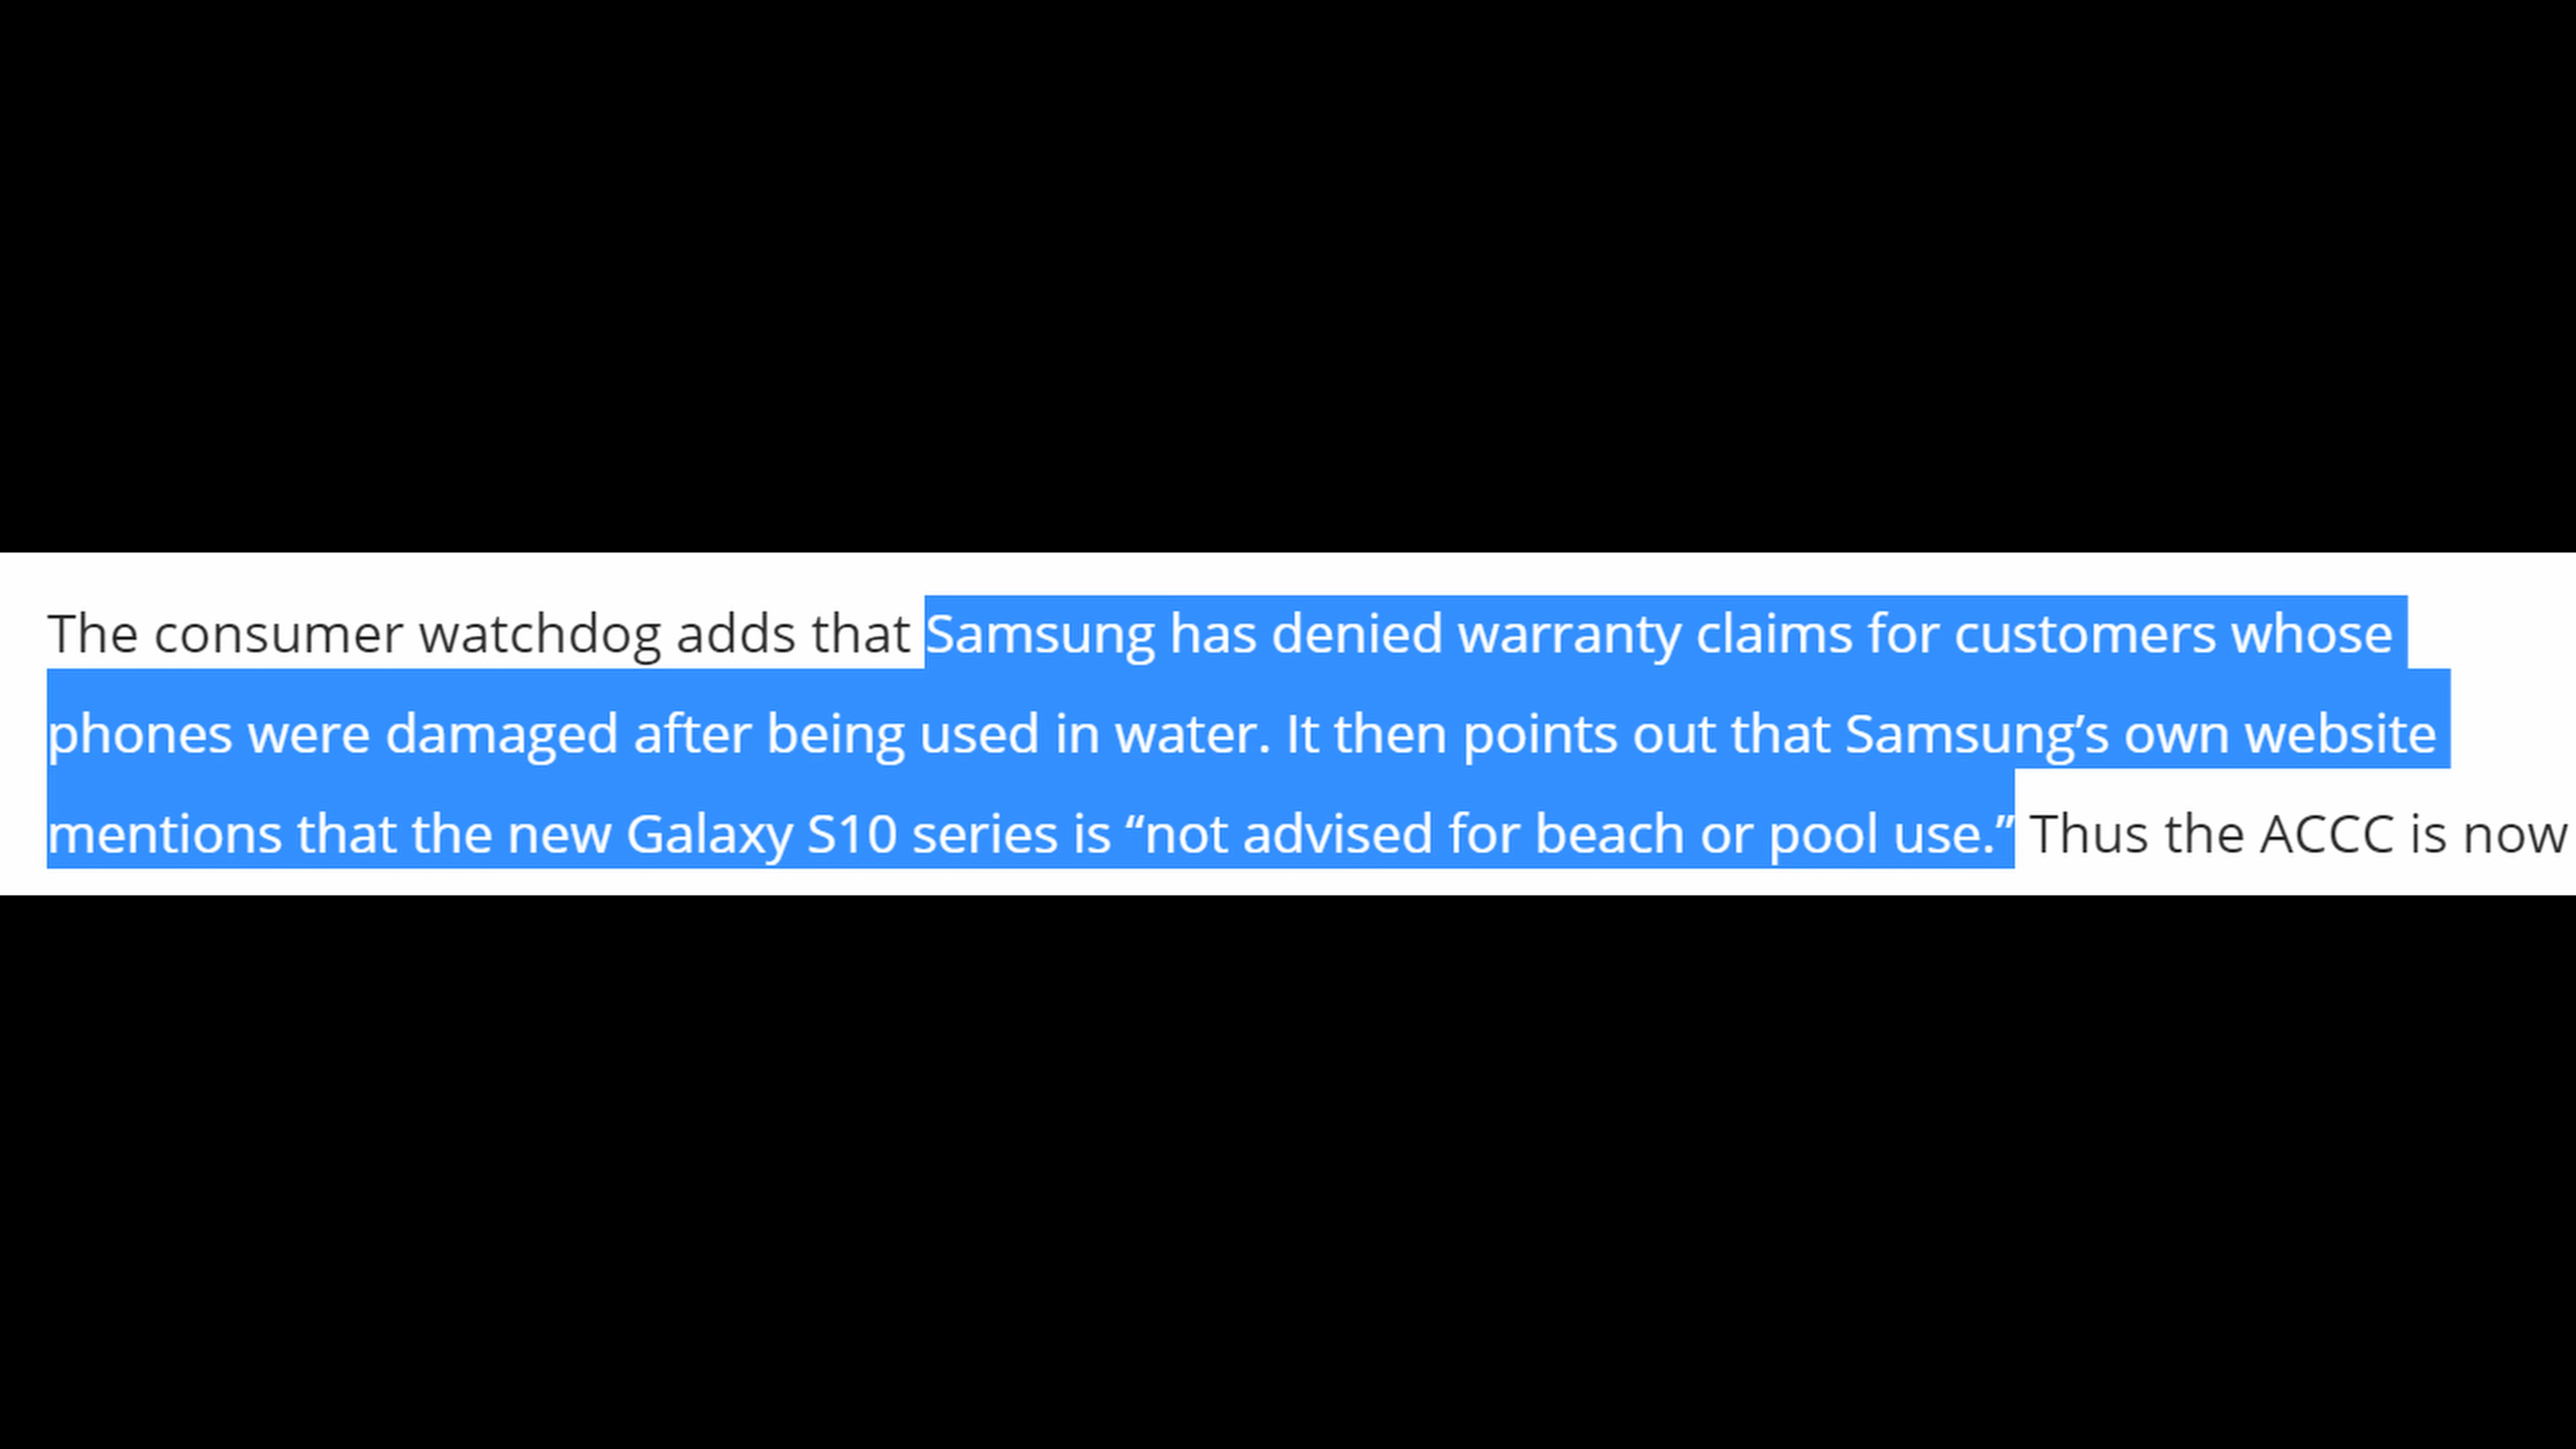 The consumer watchdog adds that Samsung has denied warranty claims for customers whose
phones were damaged after being used in water. It then points out that Samsung’s own website
mentions that the new Galaxy S10 series is “not advised for beach or pool use.” Thus the ACCC is now